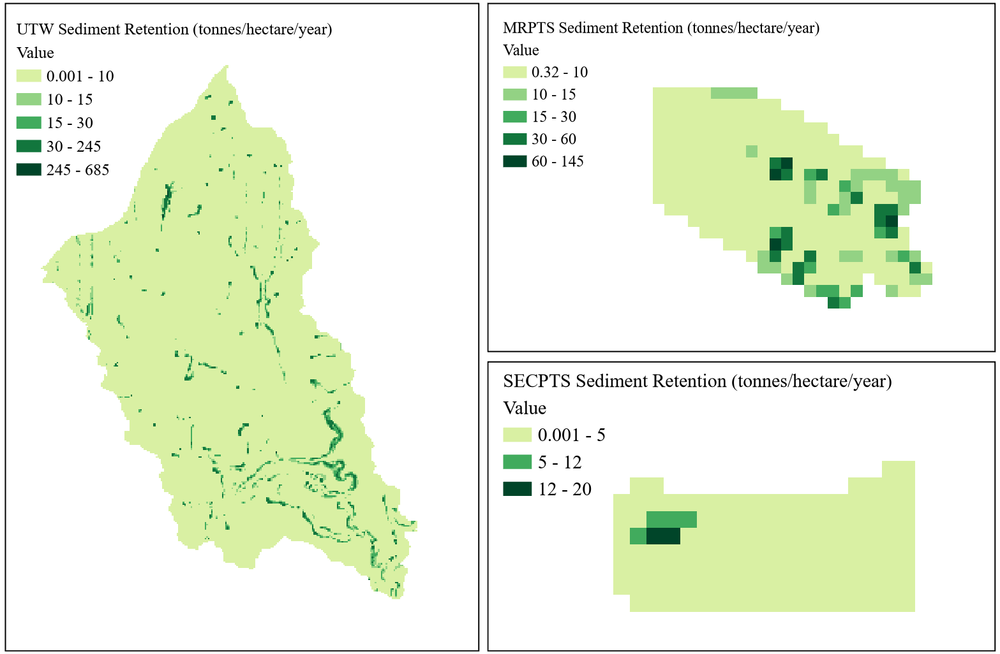 UTW Sediment Retention (tonnes/hectare/year)
Value
0.001 - 10
10 - 15
15 - 30
30 - 245
245 - 685
MRPTS Sediment Retention (tonnes/hectare/year)
Value
0.32 - 10
10 - 15
15 - 30
30 - 60
60 - 145
SECPTS Sediment Retention (tonnes/hectare/year)
Value
0.001 - 5
5 - 12
12 - 20